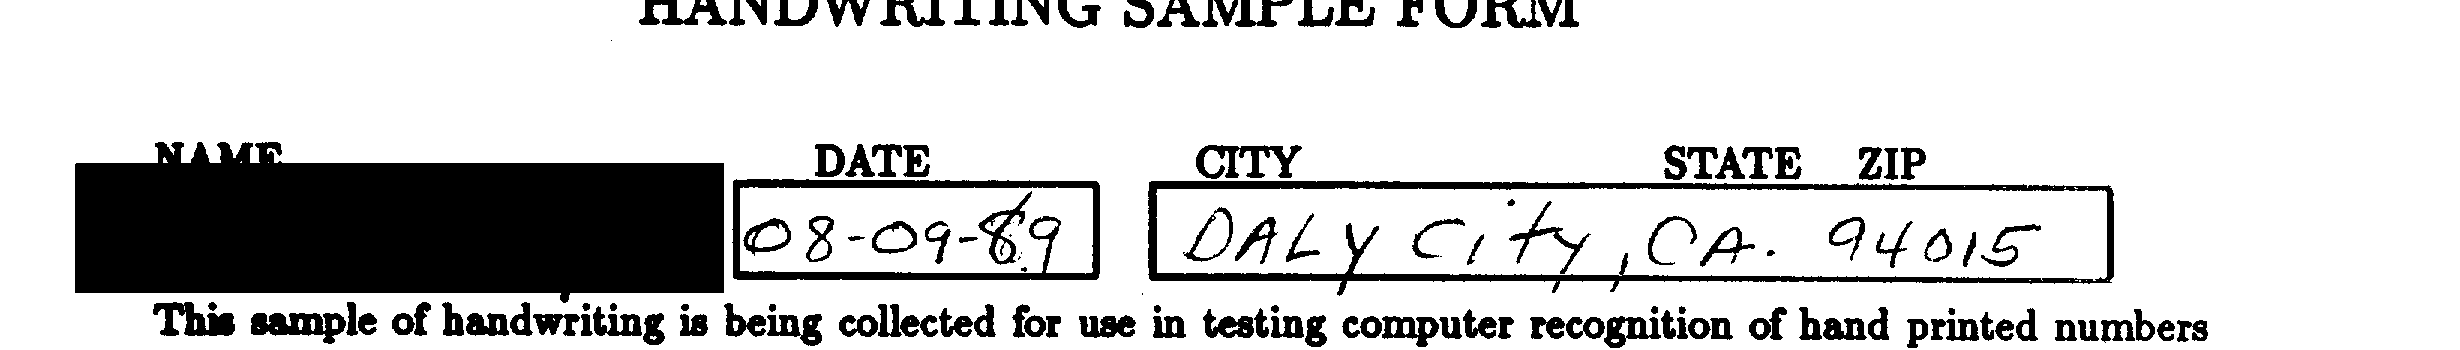 HANDWRITING SAMPLE FORM
NAME DATE CITY STATE ZIP
08-09-89 DALY City, CA. 94015
This sample of handwriting is being collected for use in testing computer recognition of hand printed numbers